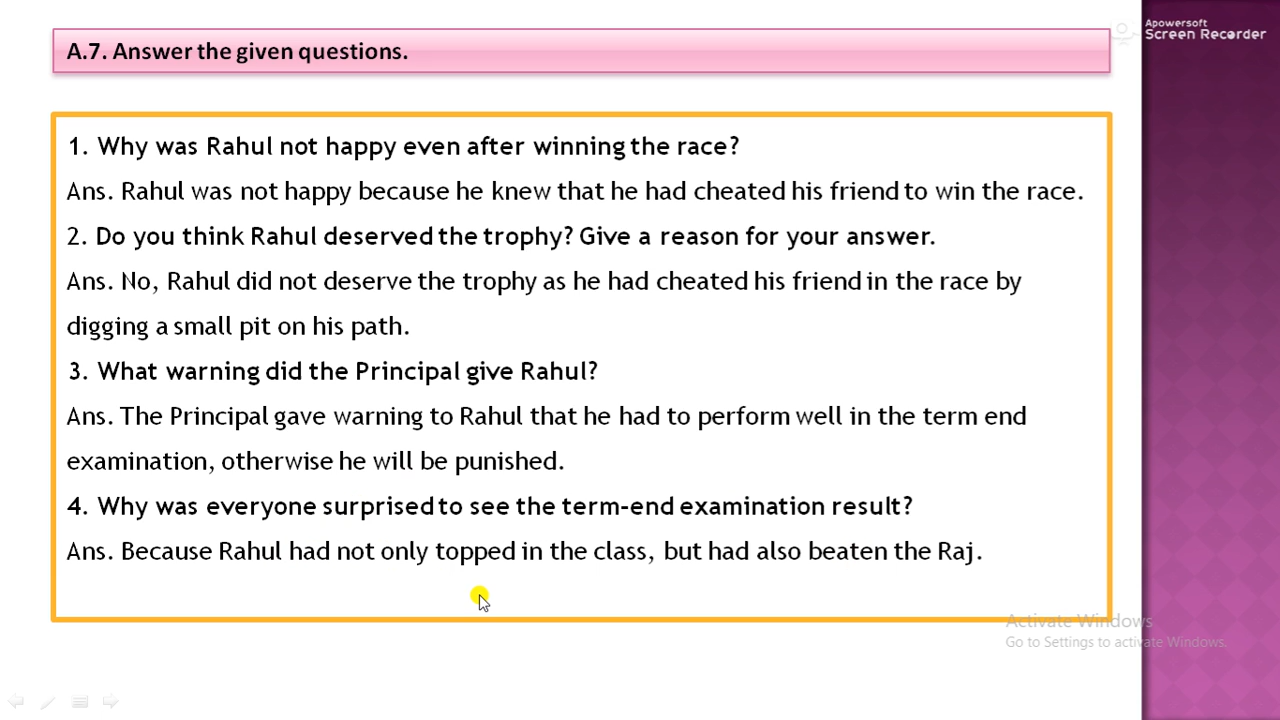 Apowersoft
Screen Recorder
A.7. Answer the given questions.
1. Why was Rahul not happy even after winning the race?
Ans. Rahul was not happy because he knew that he had cheated his friend to win the race.
2. Do you think Rahul deserved the trophy? Give a reason for your answer.
Ans. No, Rahul did not deserve the trophy as he had cheated his friend in the race by
digging a small pit on his path.
3. What warning did the Principal give Rahul?
Ans. The Principal gave warning to Rahul that he had to perform well in the term end
examination, otherwise he will be punished.
4. Why was everyone surprised to see the term-end examination result?
Ans. Because Rahul had not only topped in the class, but had also beaten the Raj.
Activate Windows
Go to Settings to activate Windows.